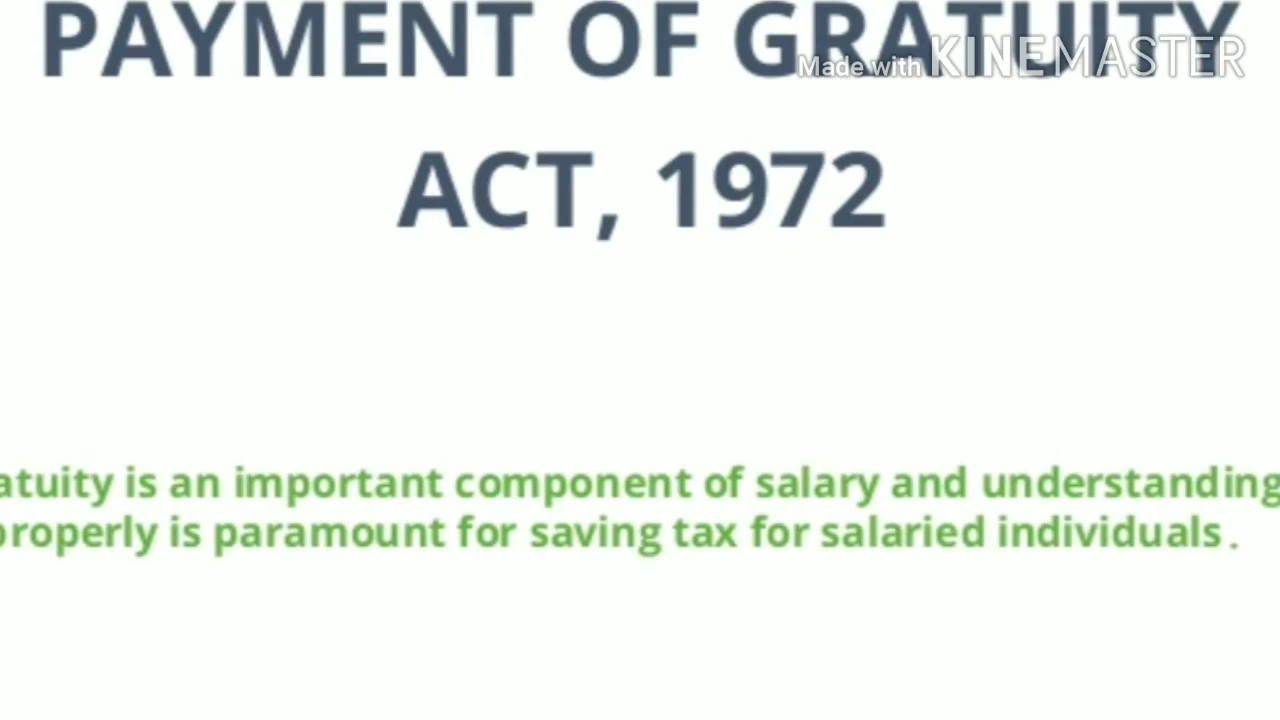 PAYMENT OF GRATUITY
Made with KINEMASTER
ACT, 1972
atuity is an important component of salary and understanding
properly is paramount for saving tax for salaried individuals.